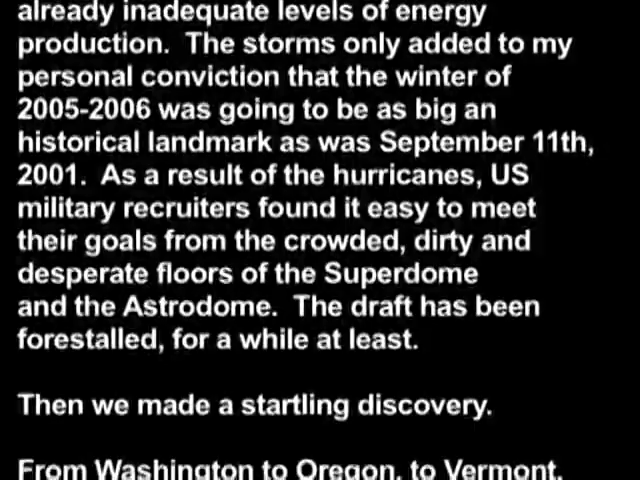 already inadequate levels of energy
production.  The storms only added to my
personal conviction that the winter of
2005-2006 was going to be as big an
historical landmark as was September 11th,
2001.  As a result of the hurricanes, US
military recruiters found it easy to meet
their goals from the crowded, dirty and
desperate floors of the Superdome
and the Astrodome.  The draft has been
forestalled, for a while at least.
Then we made a startling discovery.
From Washington to Oregon, to Vermont,